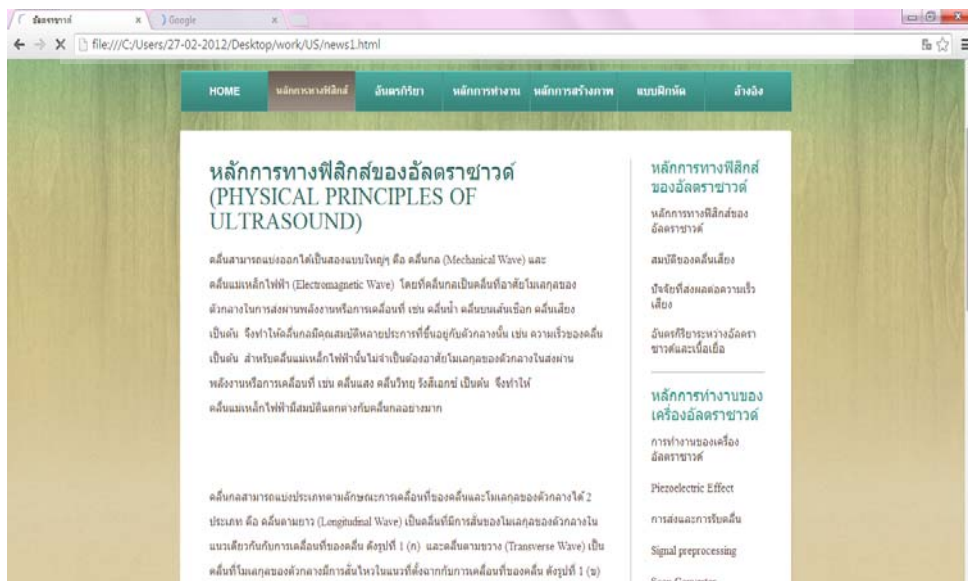 อัลตราซาวด์
Google
file:///C:/Users/27-02-2012/Desktop/work/US/news1.html
HOME หลักการทางฟิสิกส์ อันตรกิริยา หลักการทำงาน หลักการสร้างภาพ แบบฝึกหัด อ้างอิง
หลักการทางฟิสิกส์ของอัลตราซาวด์
(PHYSICAL PRINCIPLES OF
ULTRASOUND)
คลื่นสามารถแบ่งออกได้เป็นสองแบบใหญ่ๆ คือ คลื่นกล (Mechanical Wave) และ
คลื่นแม่เหล็กไฟฟ้า (Electromagnetic Wave) โดยที่คลื่นกลเป็นคลื่นที่อาศัยโมเลกุลของ
ตัวกลางในการส่งผ่านพลังงานหรือการเคลื่อนที่ เช่น คลื่นน้ำ คลื่นบนเส้นเชือก คลื่นเสียง
เป็นต้น จึงทำให้คลื่นกลมีคุณสมบัติหลายประการที่ขึ้นอยู่กับตัวกลางนั้น เช่น ความเร็วของคลื่น
เป็นต้น สำหรับคลื่นแม่เหล็กไฟฟ้านั้นไม่จำเป็นต้องอาศัยโมเลกุลของตัวกลางในส่งผ่าน
พลังงานหรือการเคลื่อนที่ เช่น คลื่นแสง คลื่นวิทยุ รังสีเอกซ์ เป็นต้น จึงทำให้
คลื่นแม่เหล็กไฟฟ้ามีสมบัติแตกต่างกับคลื่นกลอย่างมาก
คลื่นกลสามารถแบ่งประเภทตามลักษณะการเคลื่อนที่ของคลื่นและโมเลกุลของตัวกลางได้ 2
ประเภท คือ คลื่นตามยาว (Longitudinal Wave) เป็นคลื่นที่มีการสั่นของโมเลกุลของตัวกลางใน
แนวเดียวกันกับการเคลื่อนที่ของคลื่น ดังรูปที่ 1 (ก) และคลื่นตามขวาง (Transverse Wave) เป็น
คลื่นที่โมเลกุลของตัวกลางมีการสั่นไหวในแนวที่ตั้งฉากกับการเคลื่อนที่ของคลื่น ดังรูปที่ 1 (ข)
หลักการทางฟิสิกส์
ของอัลตราซาวด์
หลักการทางฟิสิกส์ของ
อัลตราซาวด์
สมบัติของคลื่นเสียง
ปัจจัยที่ส่งผลต่อความเร็ว
เสียง
อันตรกิริยาระหว่างอัลตรา
ซาวด์และเนื้อเยื่อ
หลักการทำงานของ
เครื่องอัลตราซาวด์
การทำงานของเครื่อง
อัลตราซาวด์
Piezoelectric Effect
การส่งและการรับคลื่น
Signal preprocessing